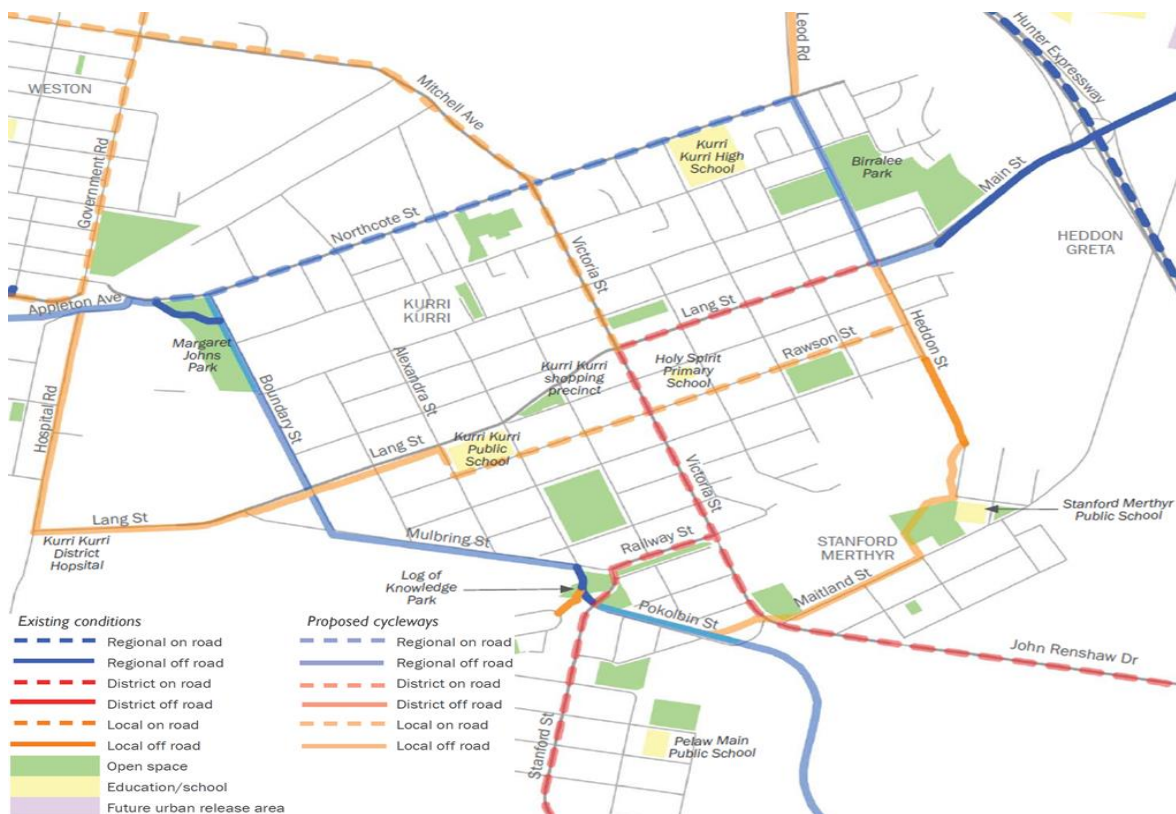 Leod Rd
Hunter Expressway
WESTON
Mitchell Ave
Government Rd
Kurri
Kurri High
School
Birralee
Park
Main St
Northcote St
Victoria St
HEDDON
GRETA
Appleton Ave
KURRI
KURRI
Lang St
Margaret
Johns
Park
Alexandra St
Kurri Kurri
shopping
precinct
Holy Spirit
Primary
School
Rawson St
Heddon St
Boundary St
Hospital Rd
Lang St
Kurri Kurri
Public
School
Victoria St
Lang St
Kurri Kurri
District
Hopsital
Mulbring St
Railway St
STANFORD
MERTHYR
Stanford Merthyr
Public School
Log of
Knowledge
Park
Maitland St
Pokolbin St
John Renshaw Dr
Stanford St
Pelaw Main
Public School
Existing conditions
Regional on road
Regional off road
District on road
District off road
Local on road
Local off road
Open space
Education/school
Future urban release area
Proposed cycleways
Regional on road
Regional off road
District on road
District off road
Local on road
Local off road